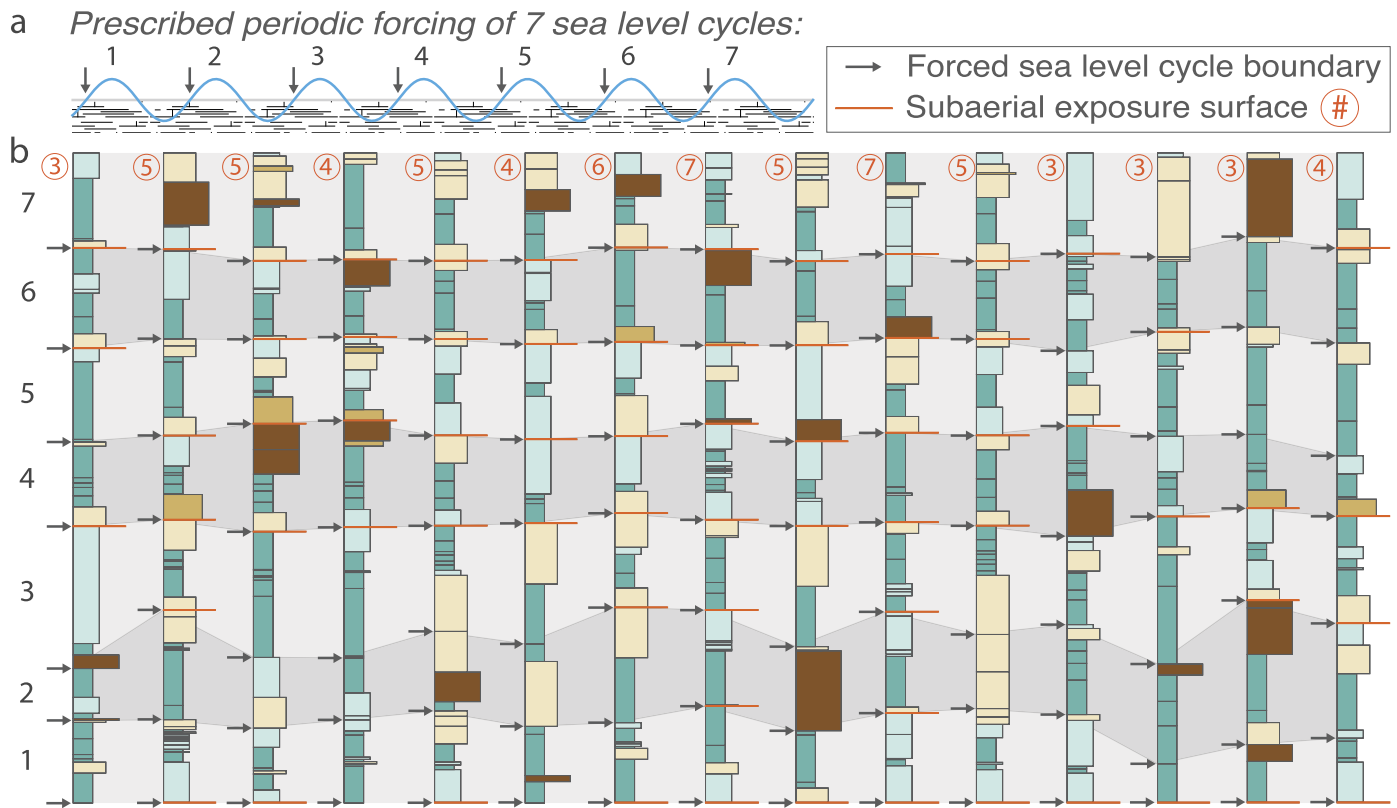 a Prescribed periodic forcing of 7 sea level cycles:
1 2 3 4 5 6 7
Forced sea level cycle boundary
Subaerial exposure surface #
b
3 5 5 4 5 4 6 7 5 7 5 3 3 3 4
7
6
5
4
3
2
1